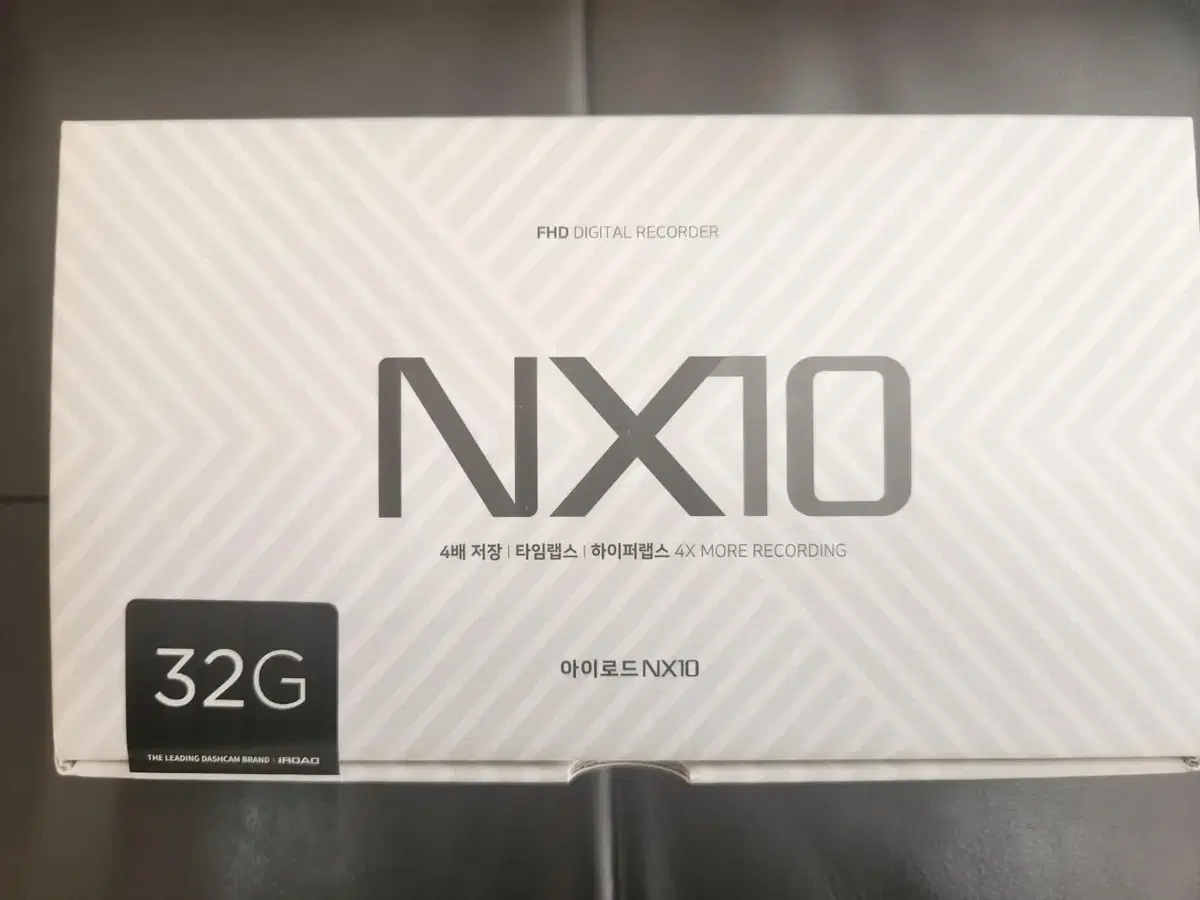 FHD DIGITAL RECORDER
NX10
4배 저장 | 타임랩스 | 하이퍼랩스 4X MORE RECORDING
아이로드 NX10
32G
THE LEADING DASHCAM BRAND | IROAD